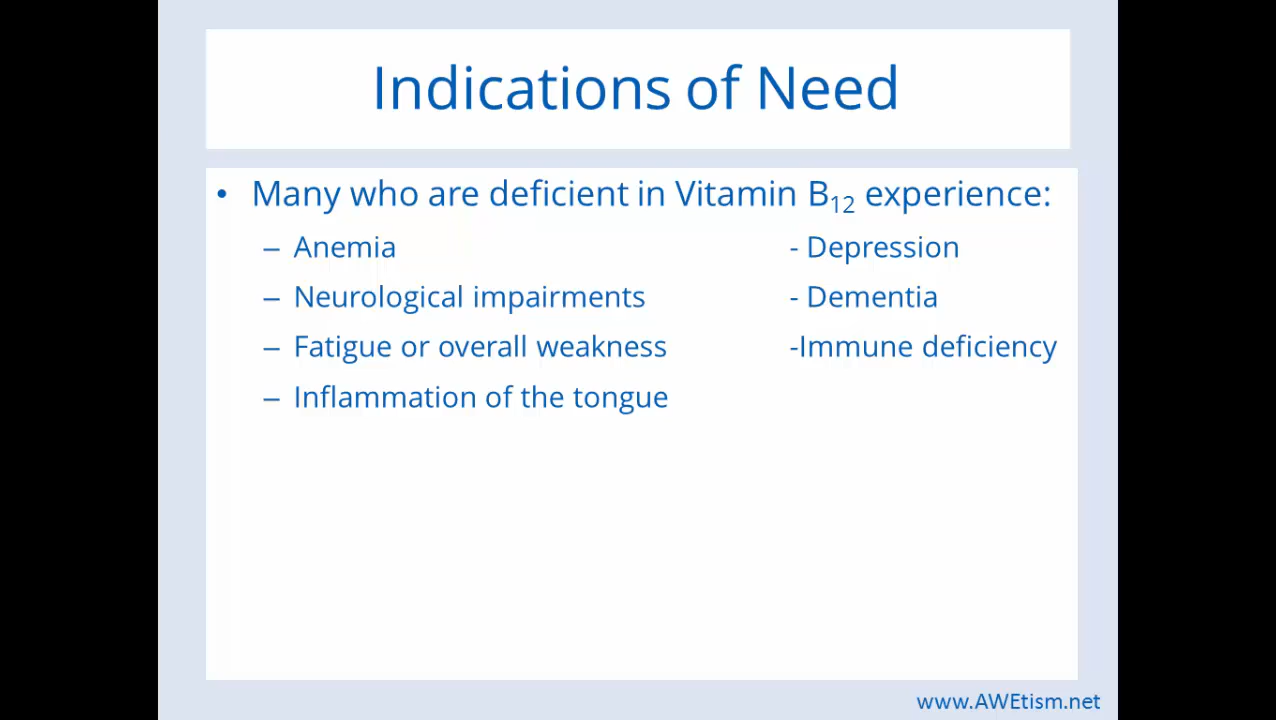 Indications of Need
• Many who are deficient in Vitamin B12 experience:
– Anemia - Depression
– Neurological impairments - Dementia
– Fatigue or overall weakness -Immune deficiency
– Inflammation of the tongue
www.AWEtism.net